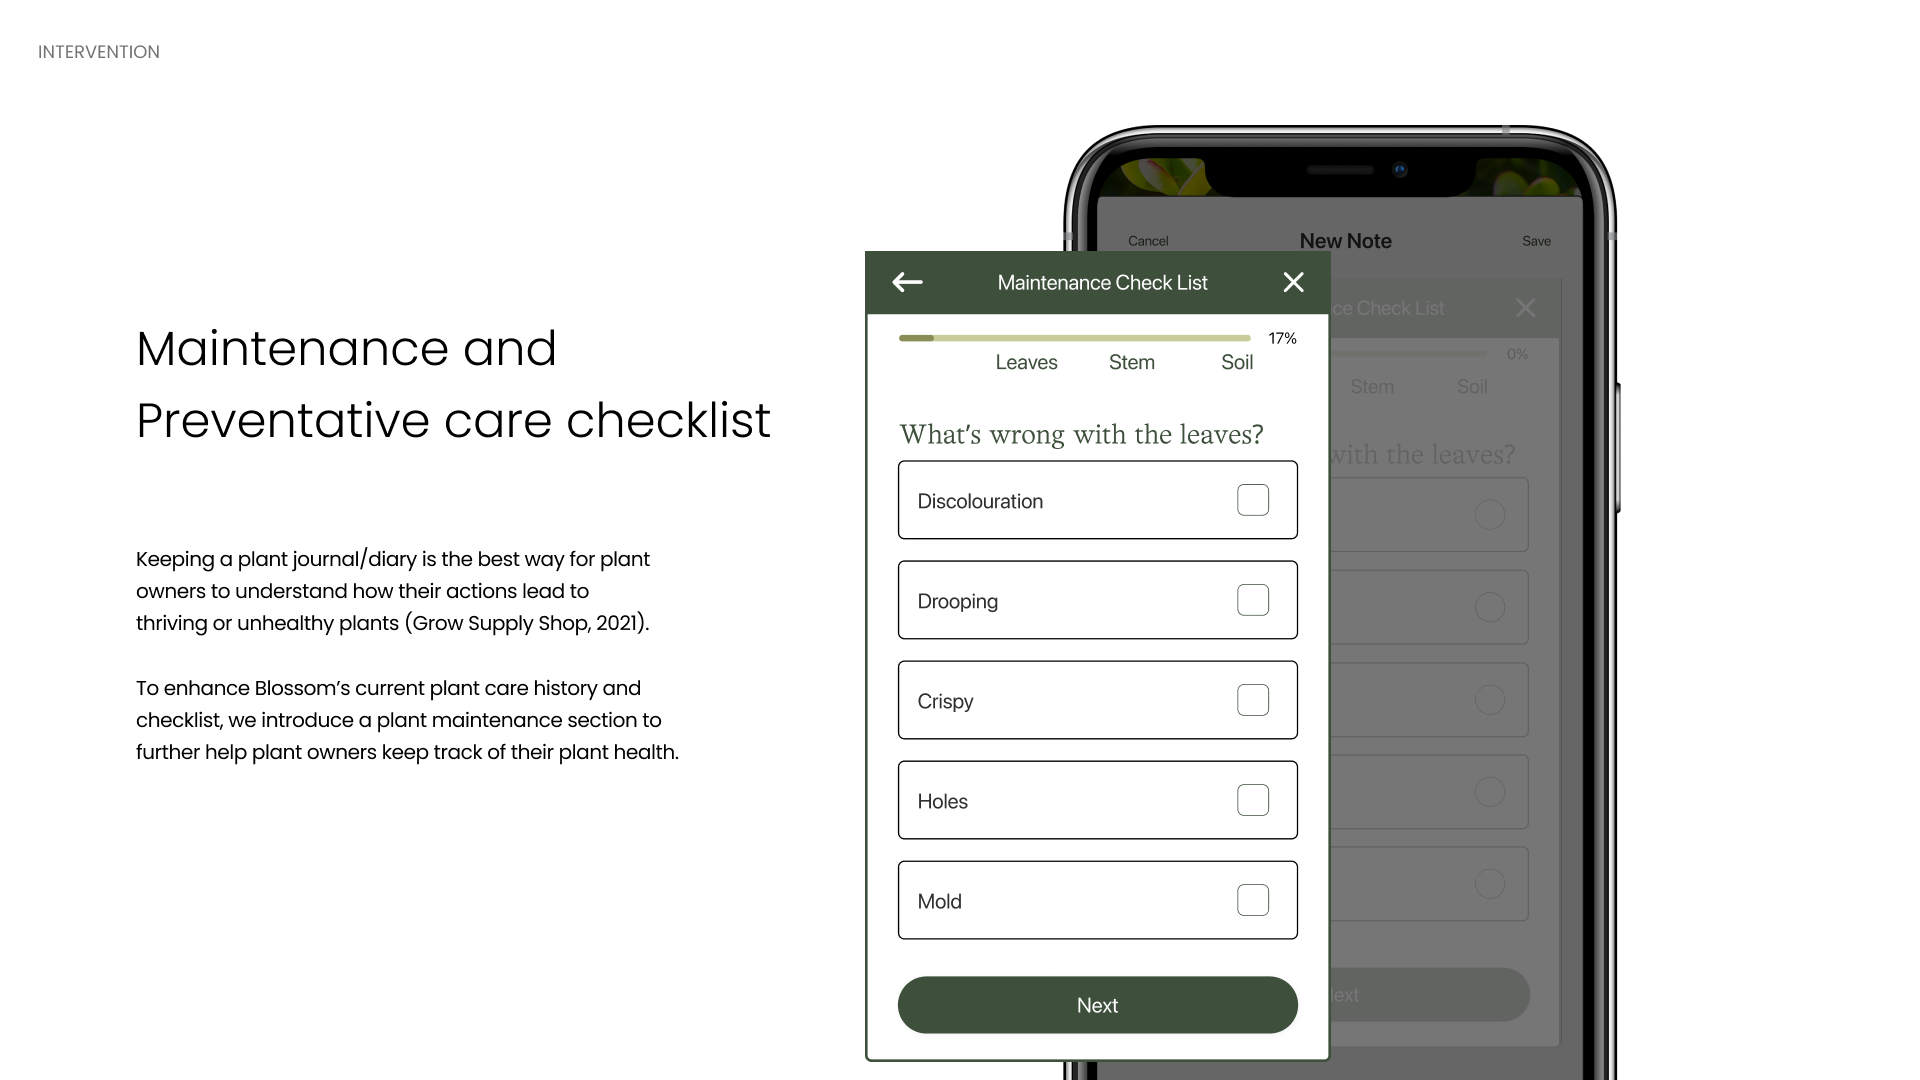 INTERVENTION
Maintenance and
Preventative care checklist
Keeping a plant journal/diary is the best way for plant
owners to understand how their actions lead to
thriving or unhealthy plants (Grow Supply Shop, 2021).
To enhance Blossom’s current plant care history and
checklist, we introduce a plant maintenance section to
further help plant owners keep track of their plant health.
Cancel New Note Save
Maintenance Check List
17%
Leaves Stem Soil
What's wrong with the leaves?
Discolouration
Drooping
Crispy
Holes
Mold
Next
Check List
0%
Stem Soil
with the leaves?